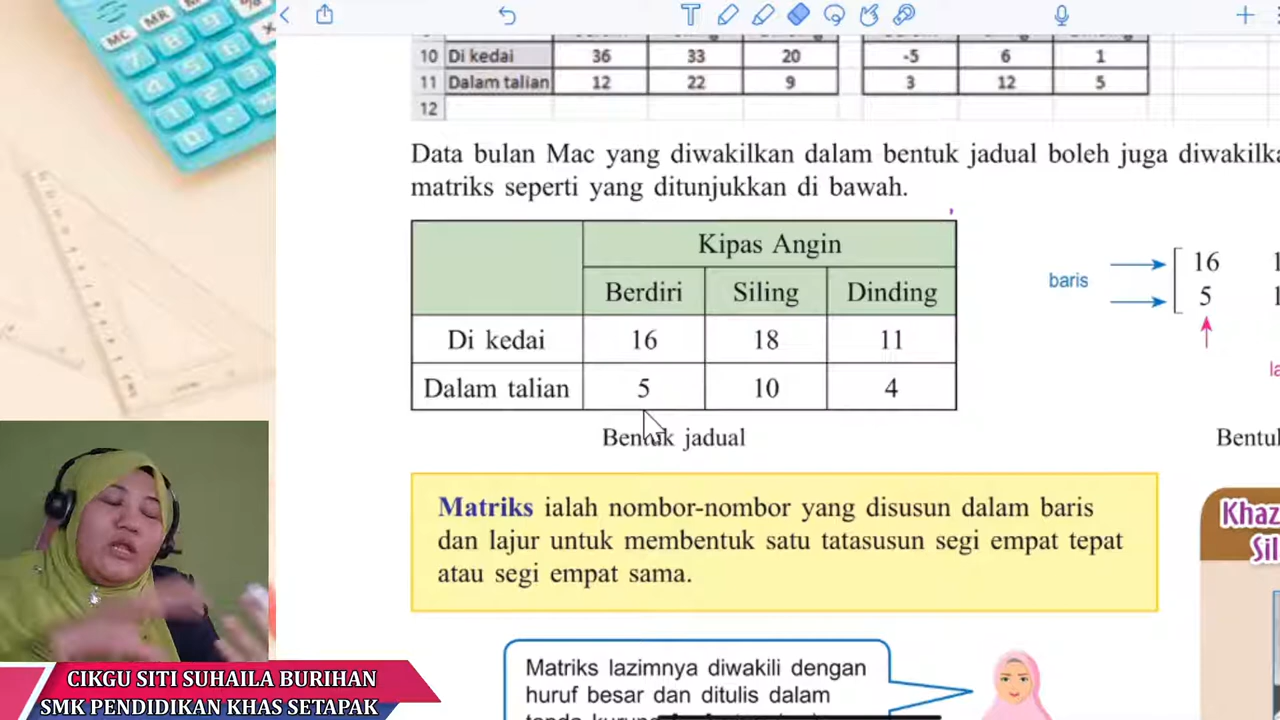 MC MR
10 Di kedai 36 33 20 -5 6 1
11 Dalam talian 12 22 9 3 12 5
12
Data bulan Mac yang diwakilkan dalam bentuk jadual boleh juga
matriks seperti yang ditunjukkan di bawah.
Kipas Angin
Berdiri Siling Dinding
Di kedai 16 18 11
Dalam talian 5 10 4
Bentuk jadual
baris
16
5
Matriks ialah nombor-nombor yang disusun dalam baris
dan lajur untuk membentuk satu tatasusun segi empat tepat
atau segi empat sama.
Matriks lazimnya diwakili dengan
huruf besar dan ditulis dalam
CIKGU SITI SUHAILA BURIHAN
SMK PENDIDIKAN KHAS SETAPAK